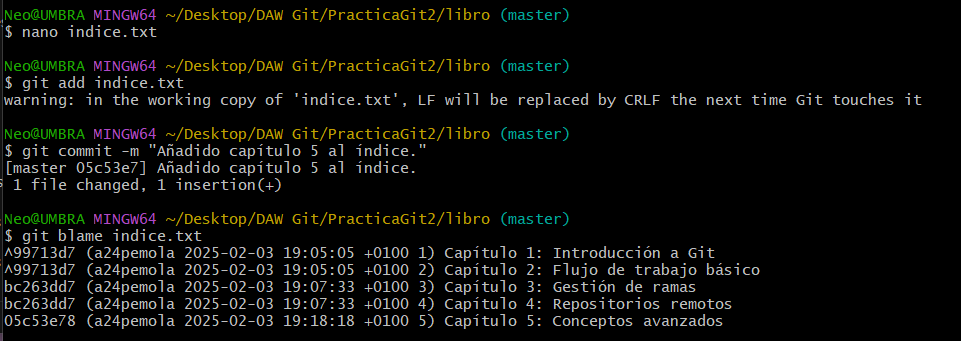 Neo@UMBRA MINGW64 ~/Desktop/DAW Git/PracticaGit2/libro (master)
$ nano indice.txt
Neo@UMBRA MINGW64 ~/Desktop/DAW Git/PracticaGit2/libro (master)
$ git add indice.txt
warning: in the working copy of 'indice.txt', LF will be replaced by CRLF the next time Git touches it
Neo@UMBRA MINGW64 ~/Desktop/DAW Git/PracticaGit2/libro (master)
$ git commit -m "Añadido capítulo 5 al índice."
[master 05c53e7] Añadido capítulo 5 al índice.
 1 file changed, 1 insertion(+)
Neo@UMBRA MINGW64 ~/Desktop/DAW Git/PracticaGit2/libro (master)
$ git blame indice.txt
^99713d7 (a24pemola 2025-02-03 19:05:05 +0100 1) Capítulo 1: Introducción a Git
^99713d7 (a24pemola 2025-02-03 19:05:05 +0100 2) Capítulo 2: Flujo de trabajo básico
bc263dd7 (a24pemola 2025-02-03 19:07:33 +0100 3) Capítulo 3: Gestión de ramas
bc263dd7 (a24pemola 2025-02-03 19:07:33 +0100 4) Capítulo 4: Repositorios remotos
05c53e78 (a24pemola 2025-02-03 19:18:18 +0100 5) Capítulo 5: Conceptos avanzados